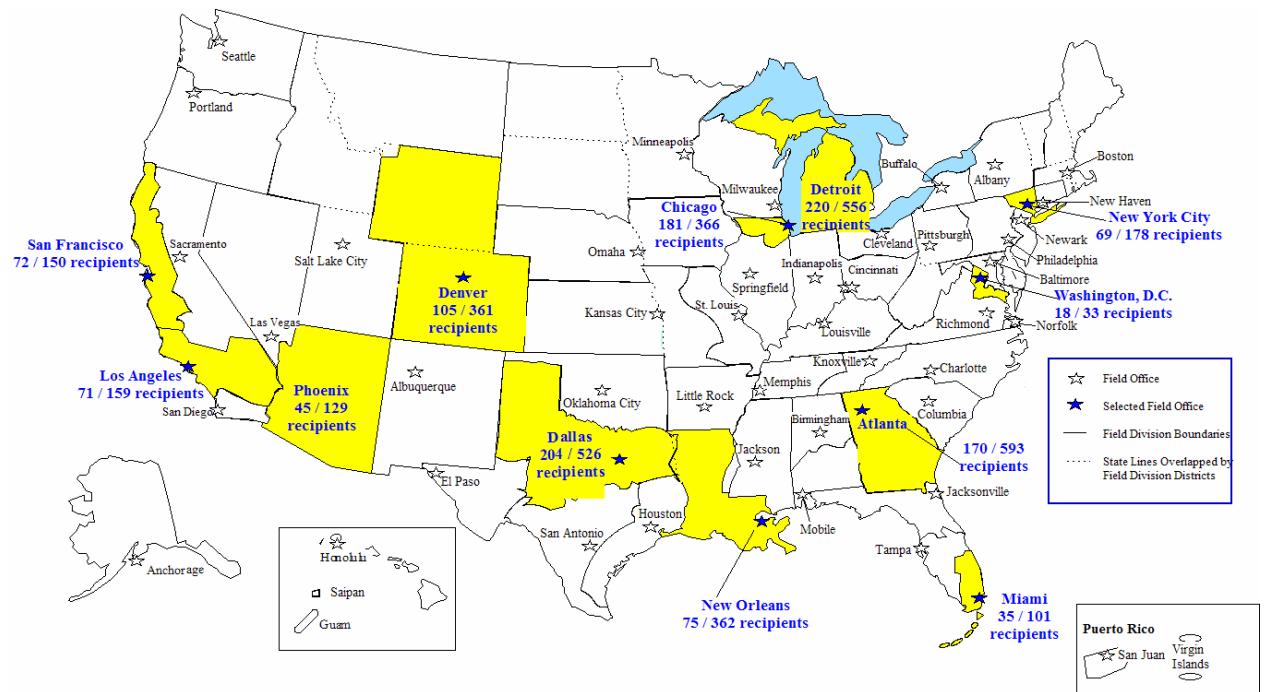 Seattle
Portland
Minneapolis
Buffalo
Albany
Boston
Milwaukee
Detroit
220 / 556
recipients
Chicago
181 / 366
recipients
New Haven
New York City
69 / 178 recipients
San Francisco
72 / 150 recipients
Sacramento
Salt Lake City
Omaha
Cleveland
Pittsburgh
Newark
Philadelphia
Baltimore
Indianapolis
Cincinnati
Springfield
Denver
105 / 361
recipients
Washington, D.C.
18 / 33 recipients
Kansas City
St. Louis
Louisville
Richmond
Norfolk
Las Vegas
Los Angeles
71 / 159 recipients
San Diego
Phoenix
45 / 129
recipients
Albuquerque
Oklahoma City
Little Rock
Memphis
Knoxville
Charlotte
Columbia
Birmingham
Atlanta
170 / 593
recipients
Dallas
204 / 526
recipients
Jackson
El Paso
Houston
San Antonio
Mobile
Jacksonville
Tampa
New Orleans
75 / 362 recipients
Miami
35 / 101
recipients
Anchorage
Honolulu
Saipan
Guam
Field Office
Selected Field Office
Field Division Boundaries
State Lines Overlapped by
Field Division Districts
Puerto Rico
San Juan
Virgin
Islands